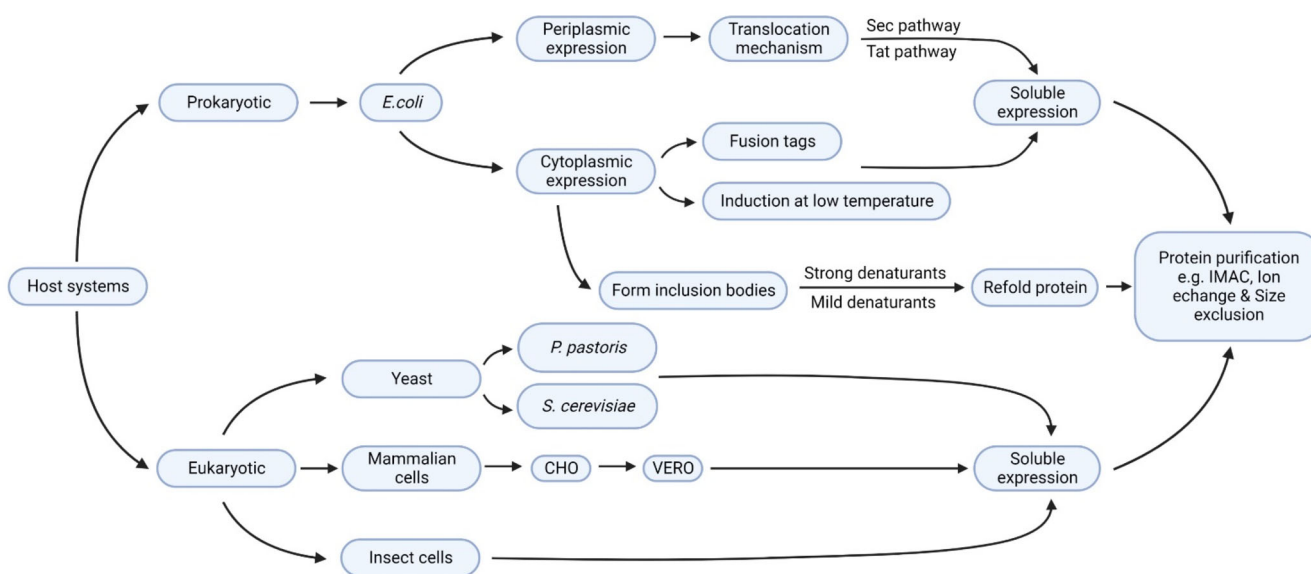 Periplasmic
expression
Translocation
mechanism
Sec pathway
Tat pathway
Prokaryotic
E.coli
Soluble
expression
Fusion tags
Cytoplasmic
expression
Induction at low temperature
Host systems
Form inclusion bodies
Strong denaturants
Mild denaturants
Refold protein
Protein purification
e.g. IMAC, Ion
echange & Size
exclusion
P. pastoris
Yeast
S. cerevisiae
Eukaryotic
Mammalian
cells
CHO
VERO
Soluble
expression
Insect cells